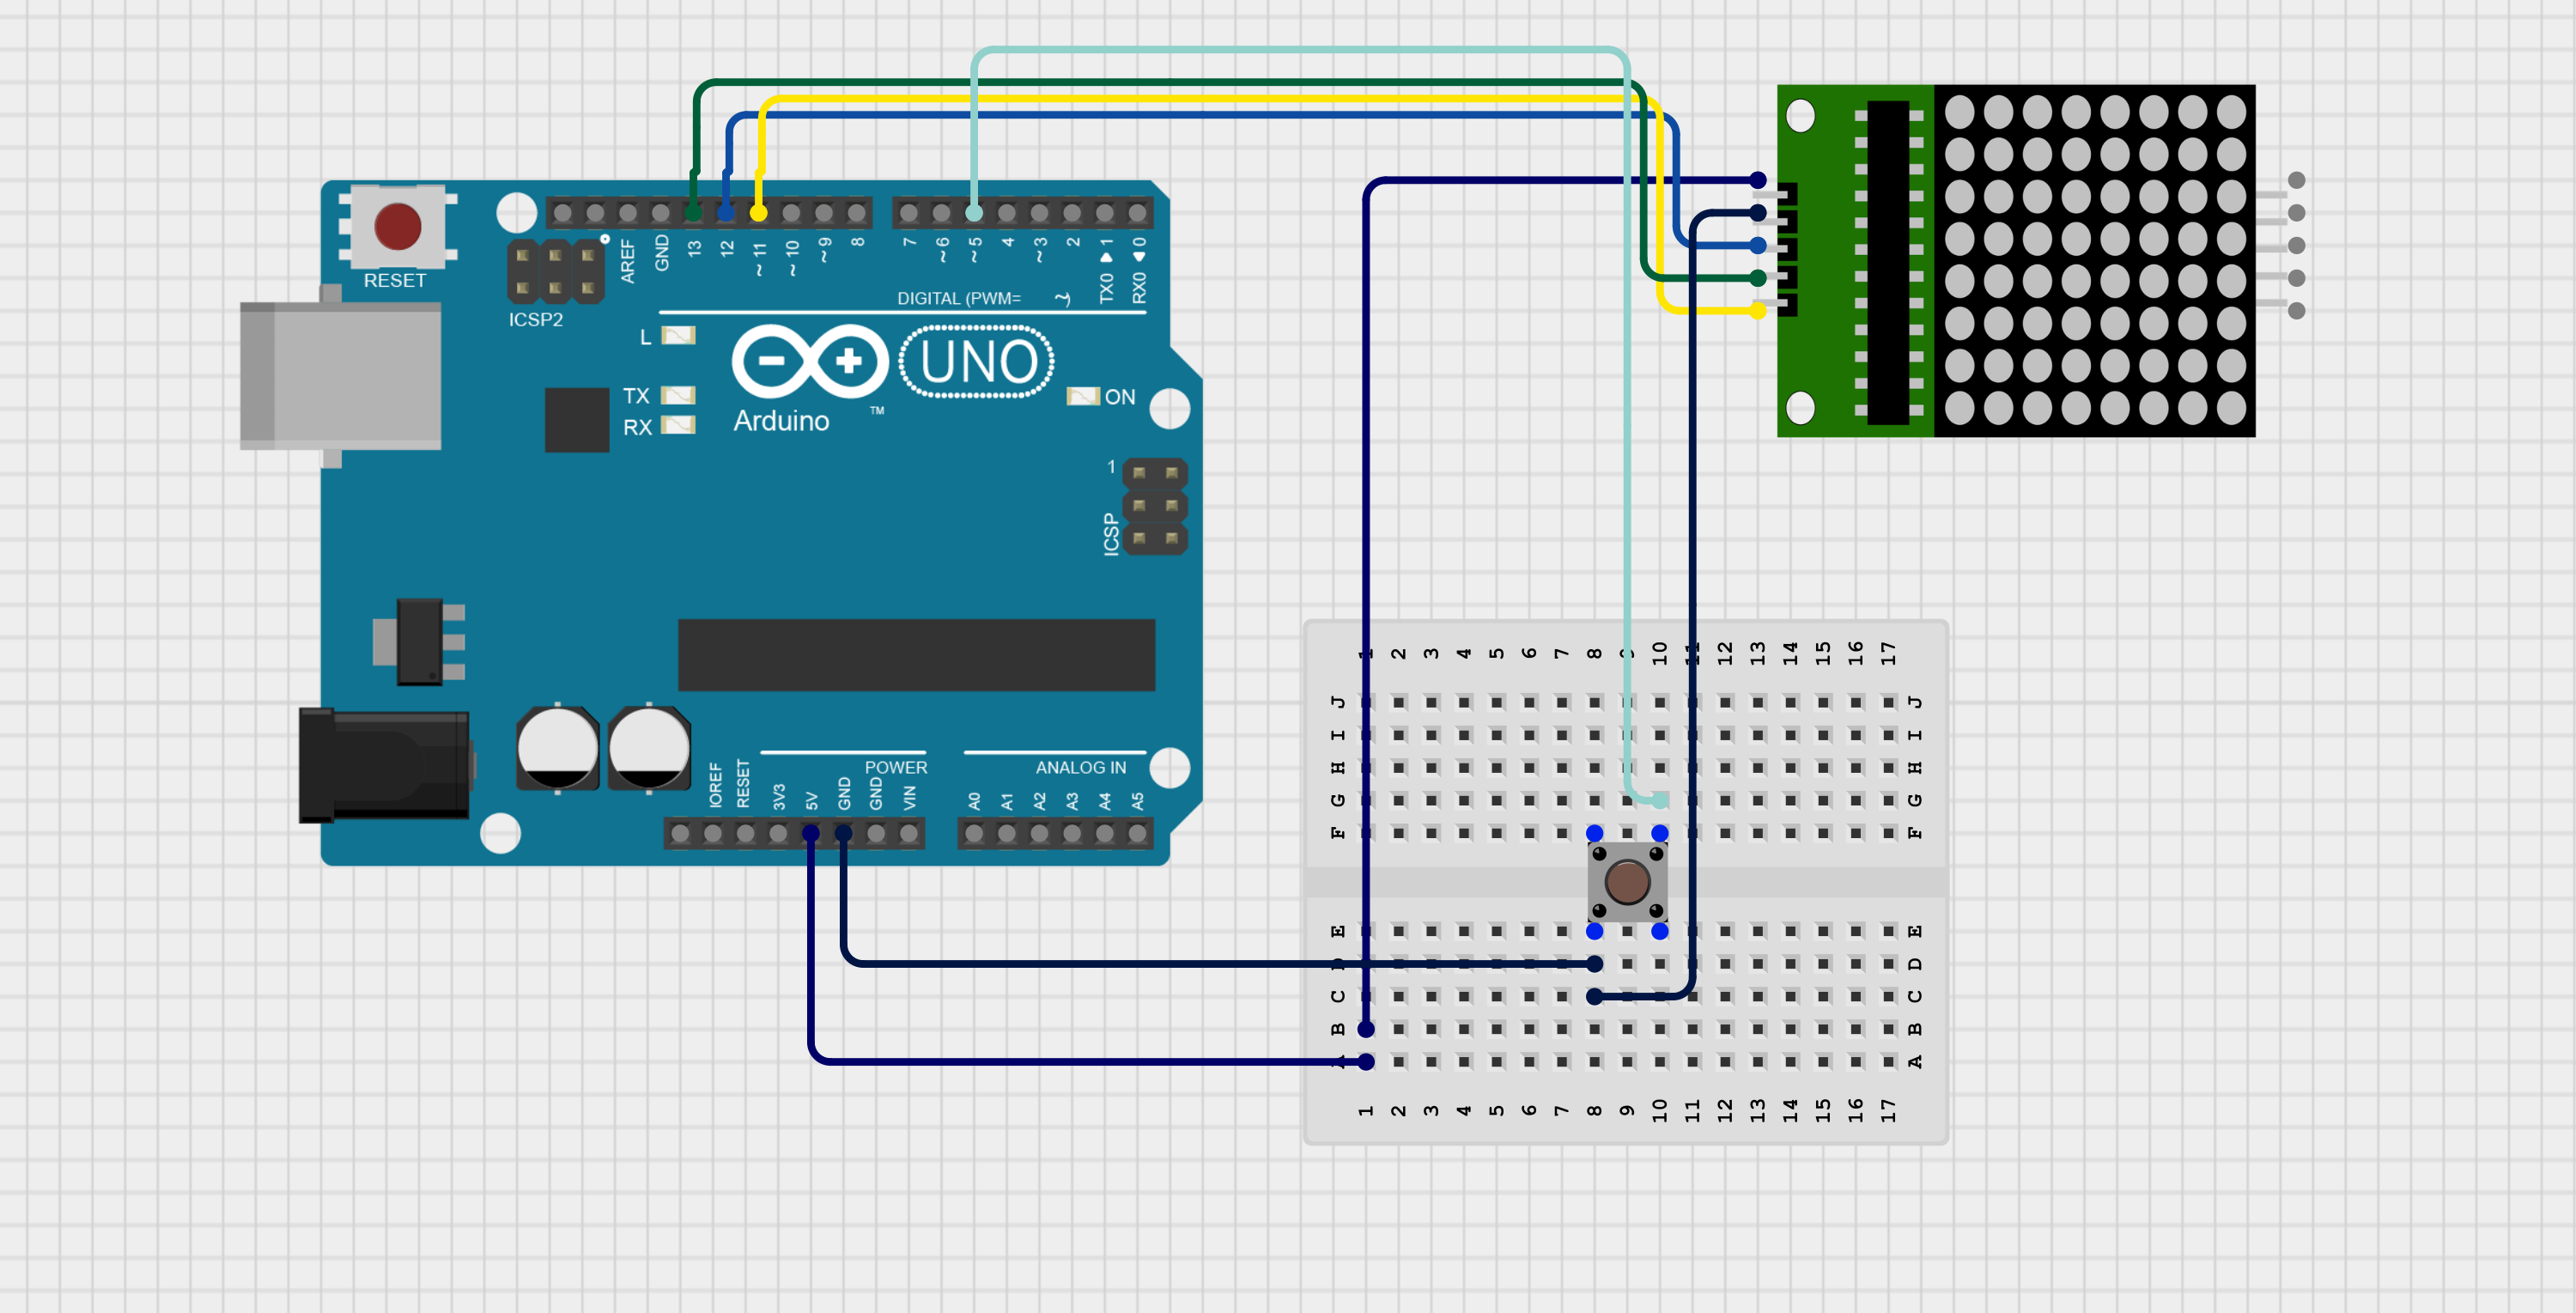 RESET
ICSP2
AREF
GND
13
12
~ 11
~ 10
~ 9
8
7
~ 6
~ 5
4
~ 3
2
TX0 ▶ 1
RX0 ◀ 0
DIGITAL (PWM= ~)
L
TX
RX
Arduino
TM
UNO
ON
1
ICSP
IOREF
RESET
3V3
5V
GND
GND
VIN
POWER
A0
A1
A2
A3
A4
A5
ANALOG IN
1 2 3 4 5 6 7 8 9 10 11 12 13 14 15 16 17
J J
I I
H H
G G
F F
E E
D D
C C
B B
A A
1 2 3 4 5 6 7 8 9 10 11 12 13 14 15 16 17